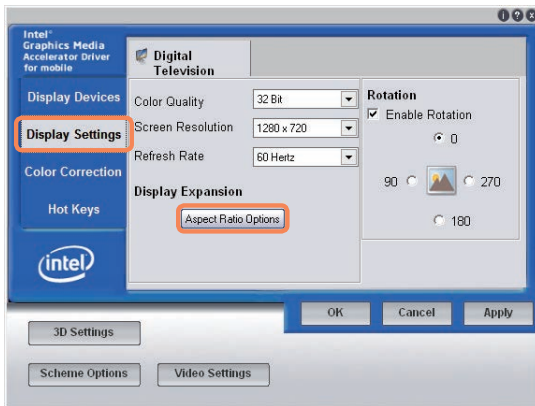 Intel®
Graphics Media
Accelerator Driver
for mobile
Display Devices
Display Settings
Color Correction
Hot Keys
intel
Digital
Television
Color Quality
32 Bit
Screen Resolution
1280 x 720
Refresh Rate
60 Hertz
Display Expansion
Aspect Ratio Options
Rotation
Enable Rotation
0
90
270
180
OK
Cancel
Apply
3D Settings
Scheme Options
Video Settings